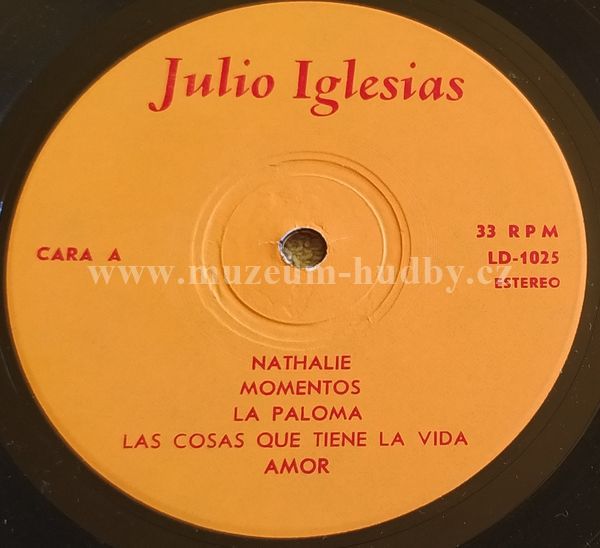 Julio Iglesias
CARA A
33 RPM
LD-1025
ESTEREO
www.muzeum-hudby.cz
NATHALIE
MOMENTOS
LA PALOMA
LAS COSAS QUE TIENE LA VIDA
AMOR